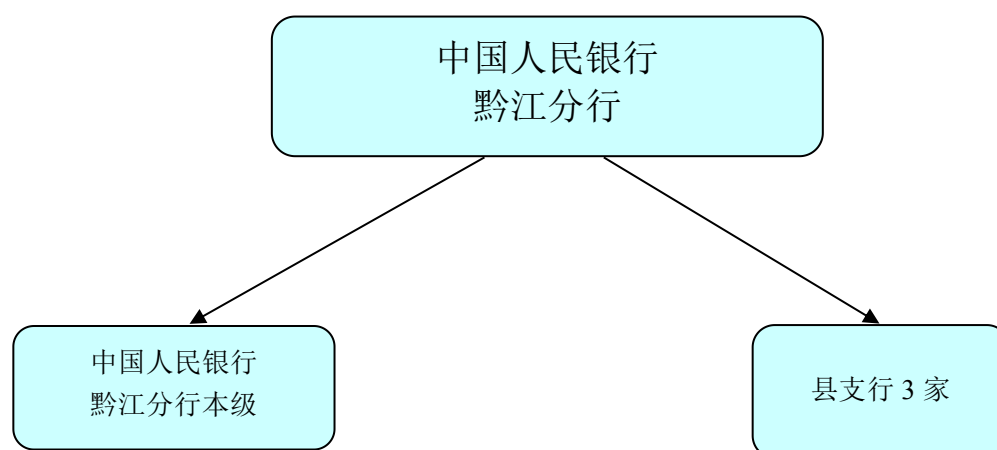 中国人民银行
黔江分行
中国人民银行
黔江分行本级
县支行 3 家